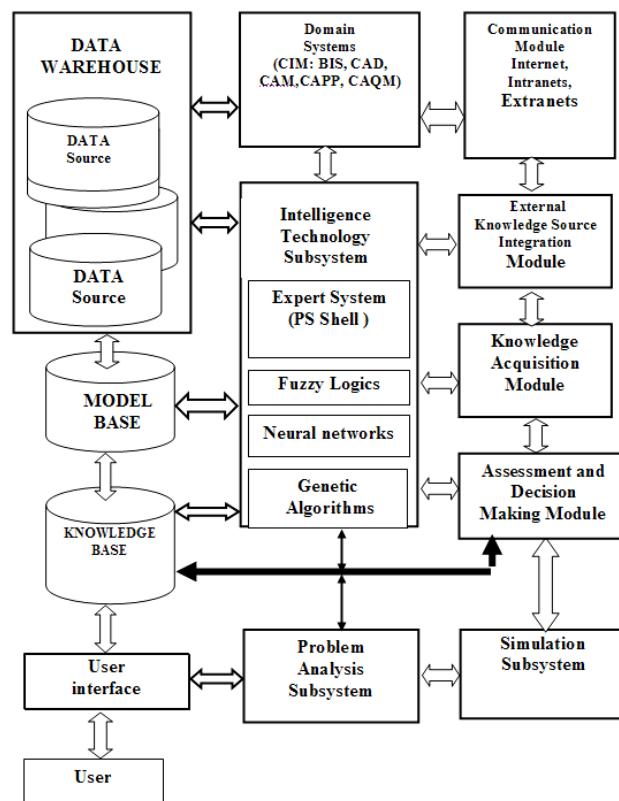 DATA
WAREHOUSE
DATA
Source
DATA
Source
MODEL
BASE
KNOWLEDGE
BASE
User
interface
User
Domain
Systems
(CIM: BIS, CAD,
CAM,CAPP, CAQM)
Intelligence
Technology
Subsystem
Expert System
(PS Shell )
Fuzzy Logics
Neural networks
Genetic
Algorithms
Problem
Analysis
Subsystem
Communication
Module
Internet,
Intranets,
Extranets
External
Knowledge Source
Integration
Module
Knowledge
Acquisition
Module
Assessment and
Decision
Making Module
Simulation
Subsystem